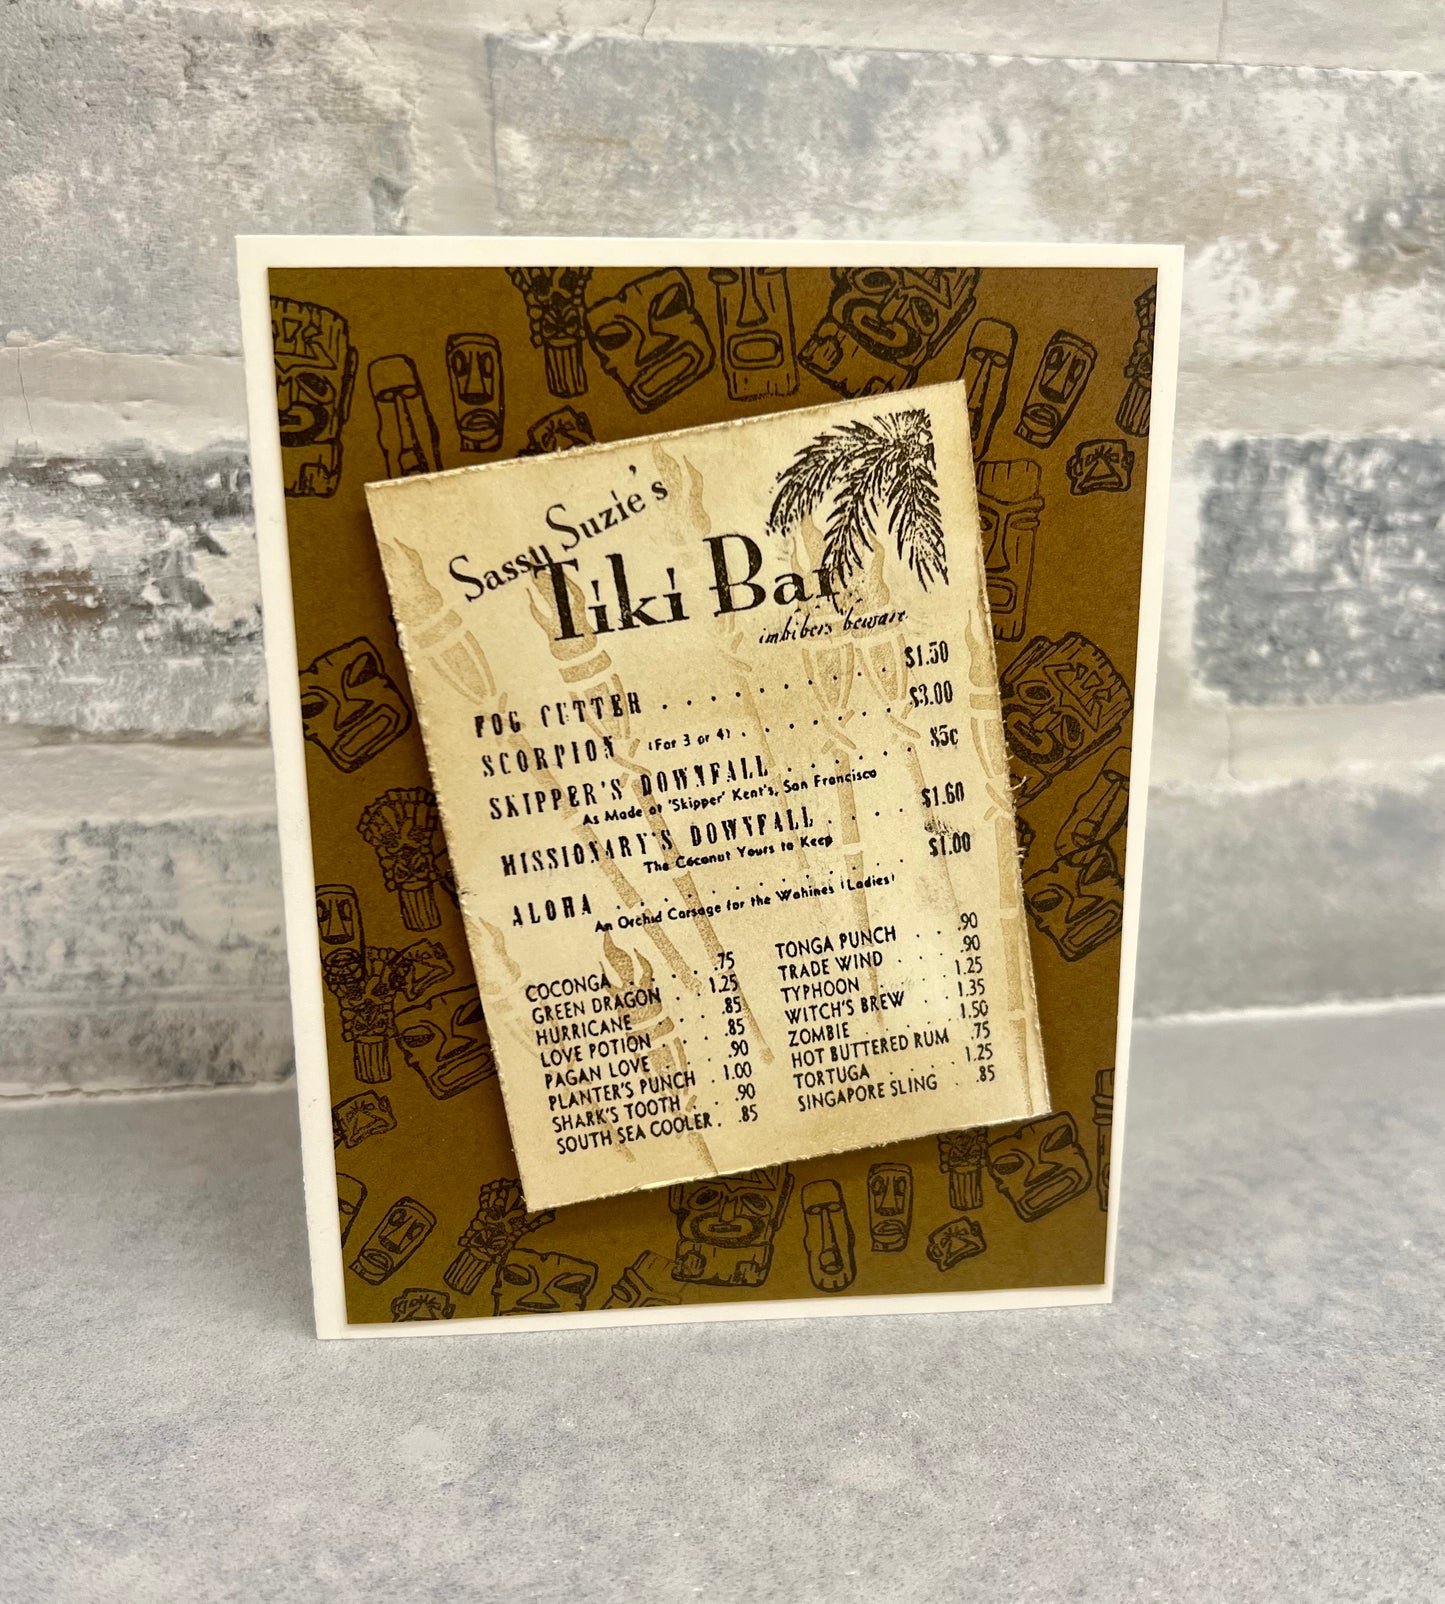 Sassy Suzie's
Tiki Bar
imbibers beware.
FOG CUTTER . . . . . . . . . . $1.50
SCORPION (For 3 or 4) . . . . . . . . $3.00
SKIPPER'S DOWNFALL . . . . . . $5c
As Made at 'Skipper' Kent's, San Francisco
MISSIONARY'S DOWNFALL . . . . $1.60
The Coconut Yours to Keep
ALOHA . . . . . . . . . . . . $1.00
An Orchid Corsage for the Wahines (Ladies)
COCONGA . . . . .75
GREEN DRAGON . . 1.25
HURRICANE . . . .85
LOVE POTION . . . .85
PAGAN LOVE . . . .90
PLANTER'S PUNCH . 1.00
SHARK'S TOOTH . . .90
SOUTH SEA COOLER . .85
TONGA PUNCH . . .90
TRADE WIND . . . .90
TYPHOON . . . . 1.25
WITCH'S BREW . . 1.35
ZOMBIE . . . . . 1.50
HOT BUTTERED RUM .75
TORTUGA . . . . 1.25
SINGAPORE SLING . .85